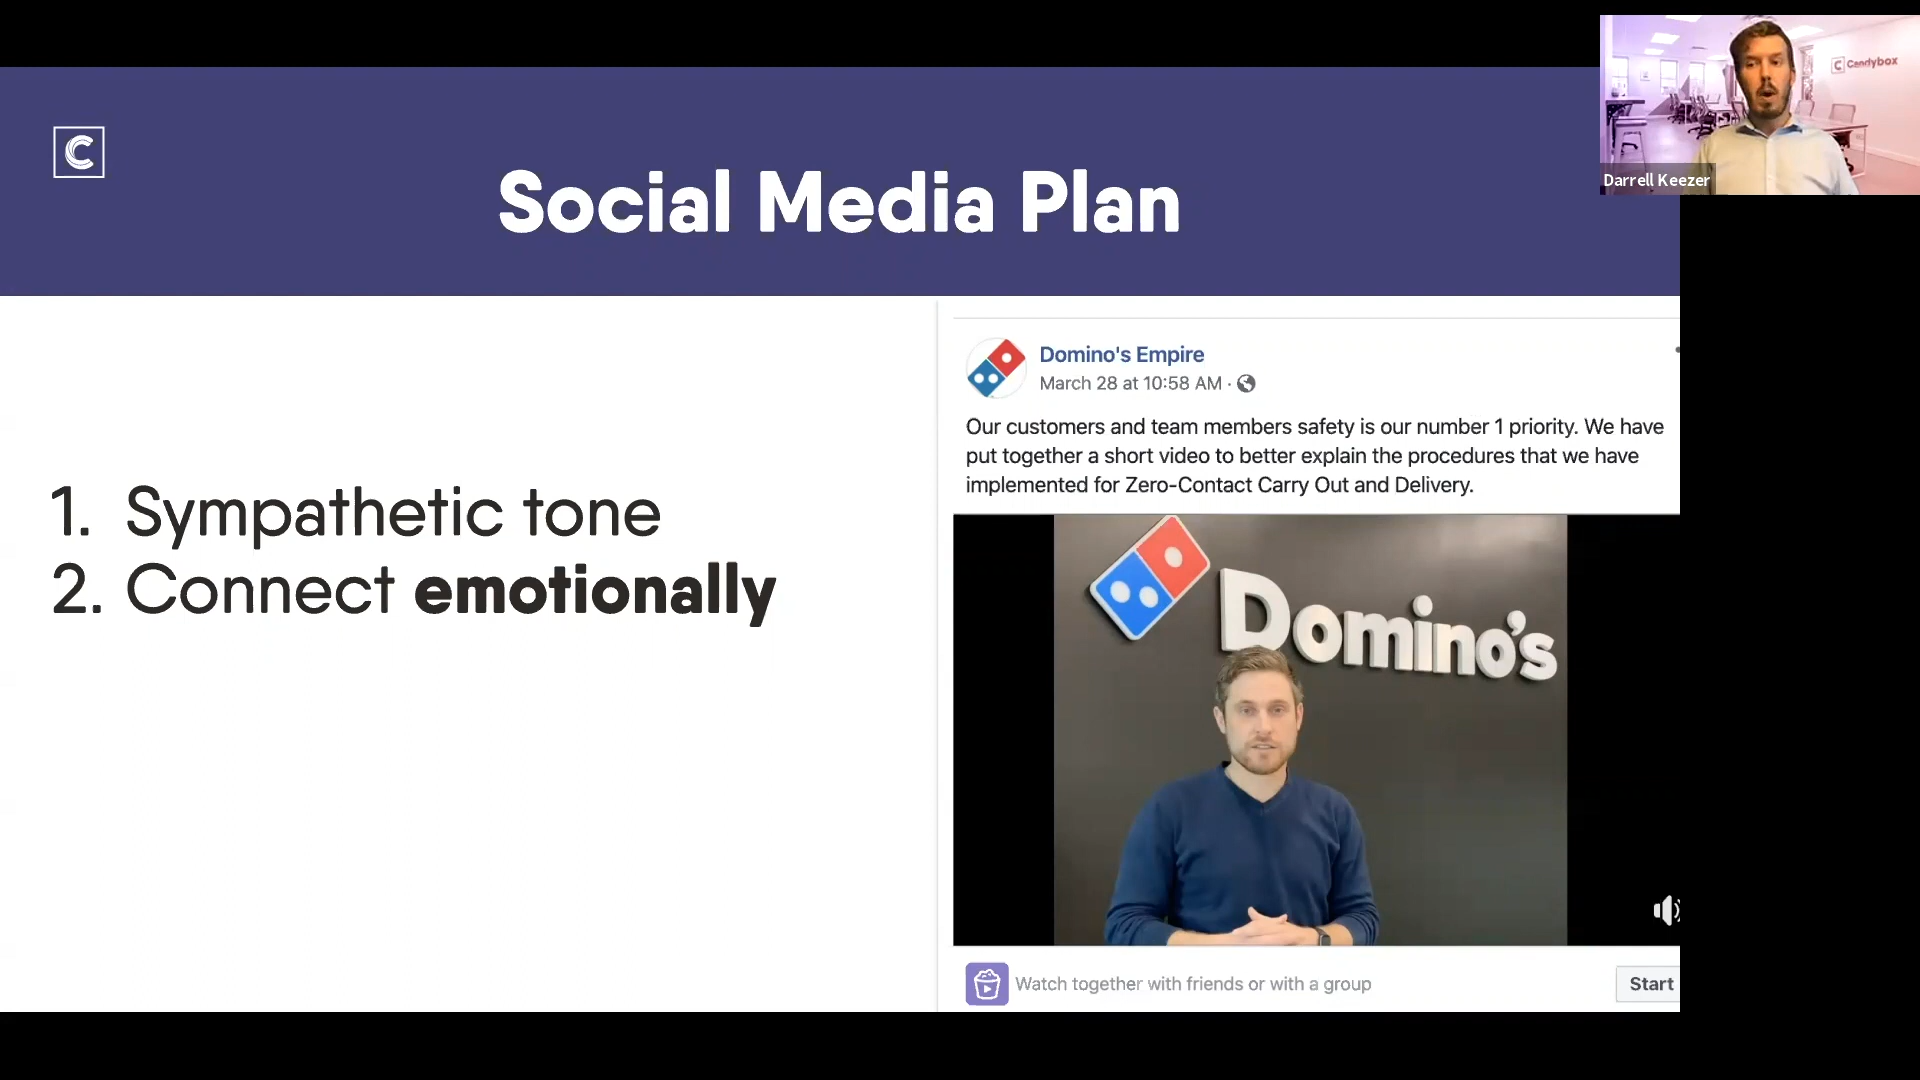 C
Social Media Plan
C Candybox
Darrell Keezer
1. Sympathetic tone
2. Connect emotionally
Domino's Empire
March 28 at 10:58 AM ·
Our customers and team members safety is our number 1 priority. We have
put together a short video to better explain the procedures that we have
implemented for Zero-Contact Carry Out and Delivery.
Domino's
Watch together with friends or with a group
Start